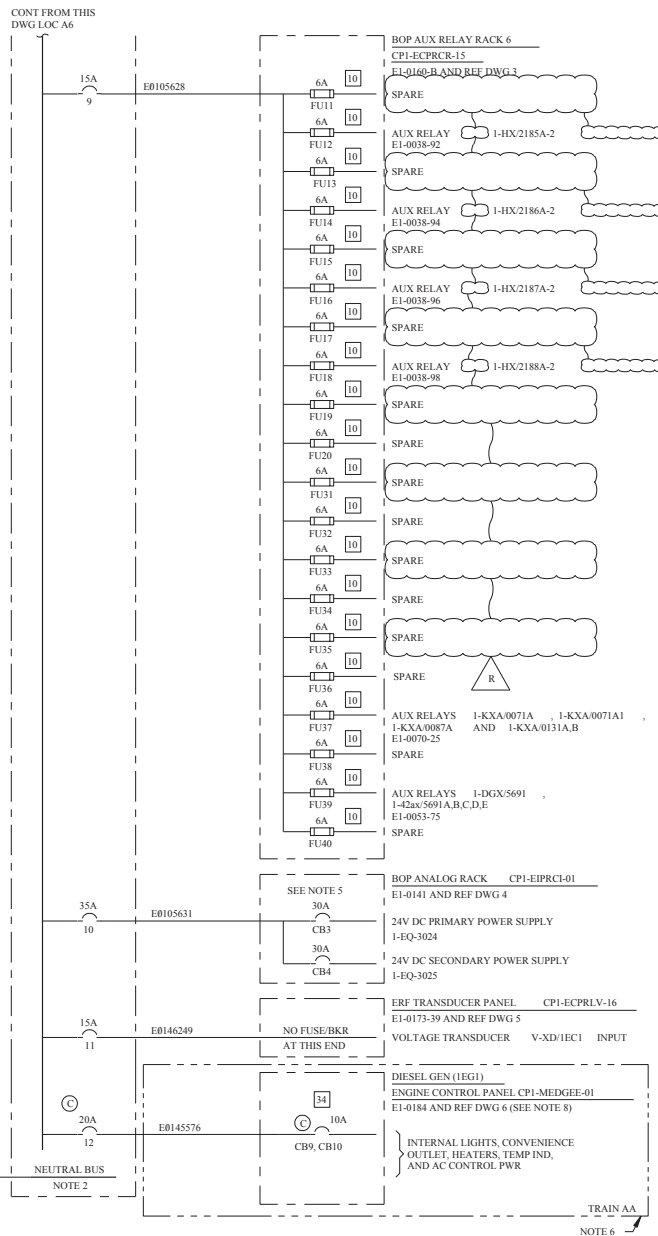 CONT FROM THIS
DWG LOC A6
BOP AUX RELAY RACK 6
CP1-ECPRCR-15
E1-0160-B AND REF DWG 3
15A
9
E0105628
6A
10
FU11
SPARE
6A
10
FU12
AUX RELAY 1-HX/2185A-2
E1-0038-92
6A
10
FU13
SPARE
6A
10
FU14
AUX RELAY 1-HX/2186A-2
E1-0038-94
6A
10
FU15
SPARE
6A
10
FU16
AUX RELAY 1-HX/2187A-2
E1-0038-96
6A
10
FU17
SPARE
6A
10
FU18
AUX RELAY 1-HX/2188A-2
E1-0038-98
6A
10
FU19
SPARE
6A
10
FU20
SPARE
6A
10
FU31
SPARE
6A
10
FU32
SPARE
6A
10
FU33
SPARE
6A
10
FU34
SPARE
6A
10
FU35
SPARE
6A
10
FU36
SPARE
R
6A
10
FU37
AUX RELAYS 1-KXA/0071A , 1-KXA/0071A1 ,
1-KXA/0087A AND 1-KXA/0131A,B
E1-0070-25
6A
10
FU38
SPARE
6A
10
FU39
AUX RELAYS 1-DGX/5691 ,
1-42ax/5691A,B,C,D,E
E1-0053-75
6A
10
FU40
SPARE
BOP ANALOG RACK CP1-EIPRCI-01
E1-0141 AND REF DWG 4
SEE NOTE 5
35A
10
E0105631
30A
CB3
24V DC PRIMARY POWER SUPPLY
1-EQ-3024
30A
CB4
24V DC SECONDARY POWER SUPPLY
1-EQ-3025
ERF TRANSDUCER PANEL CP1-ECPRLV-16
E1-0173-39 AND REF DWG 5
15A
11
E0146249
NO FUSE/BKR
AT THIS END
VOLTAGE TRANSDUCER V-XD/1EC1 INPUT
DIESEL GEN (1EG1)
ENGINE CONTROL PANEL CP1-MEDGEE-01
E1-0184 AND REF DWG 6 (SEE NOTE 8)
C
20A
12
E0145576
34
C
10A
CB9, CB10
INTERNAL LIGHTS, CONVENIENCE
OUTLET, HEATERS, TEMP IND,
AND AC CONTROL PWR
NEUTRAL BUS
NOTE 2
TRAIN AA
NOTE 6